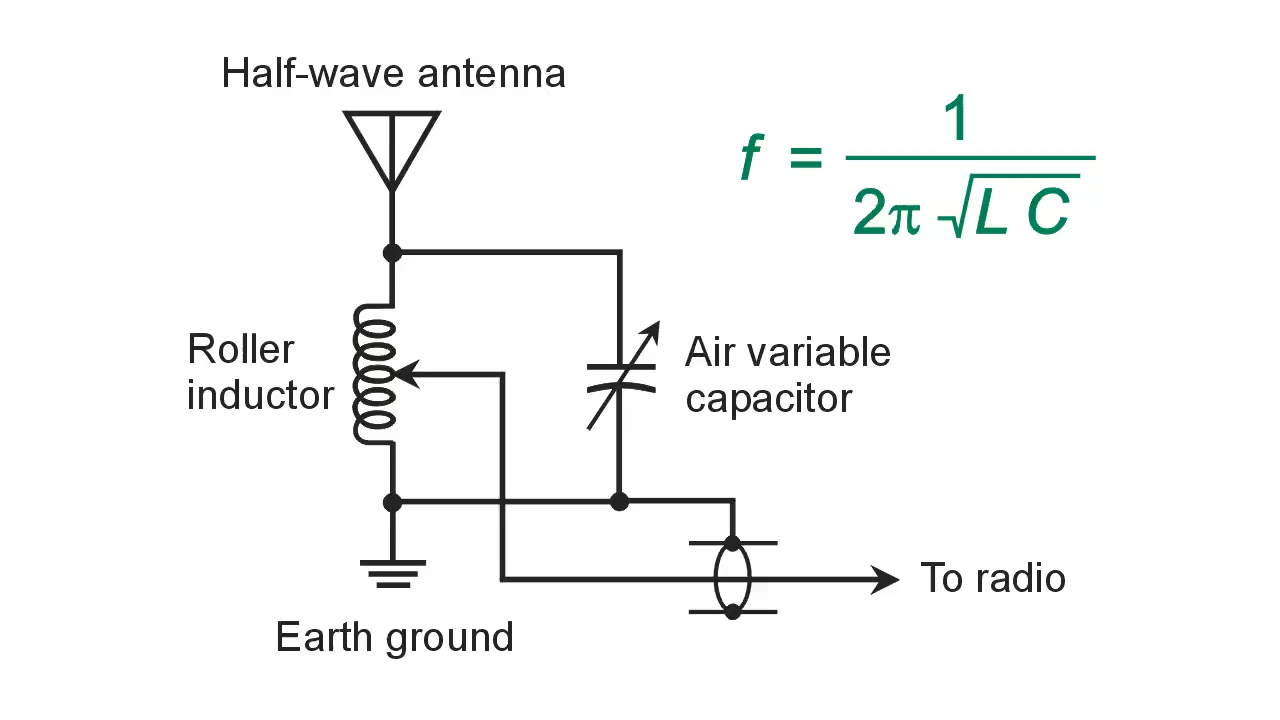 Half-wave antenna
f = 1 / 2π √L C
Roller
inductor
Air variable
capacitor
To radio
Earth ground